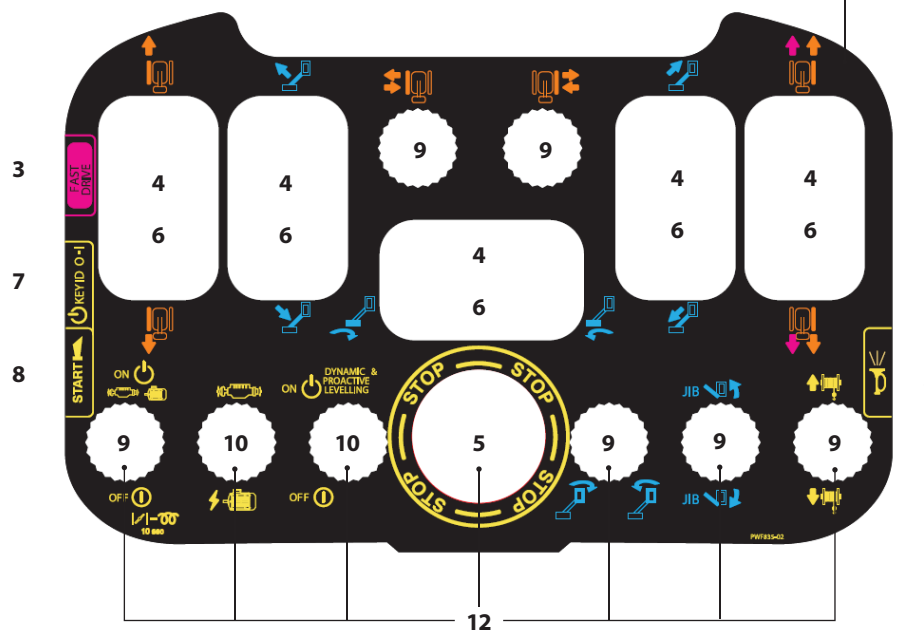 9 9
3
FAST
DRIVE
4 4 4 4
6 6 6 6
4
6
7
KEY ID O-I
8
START
ON
ON
DYNAMIC &
PROACTIVE
LEVELLING
STOP STOP
JIB
9 10 10 5 9 9 9
OFF
OFF
STOP STOP
JIB
10 sec
PWF835-02
12